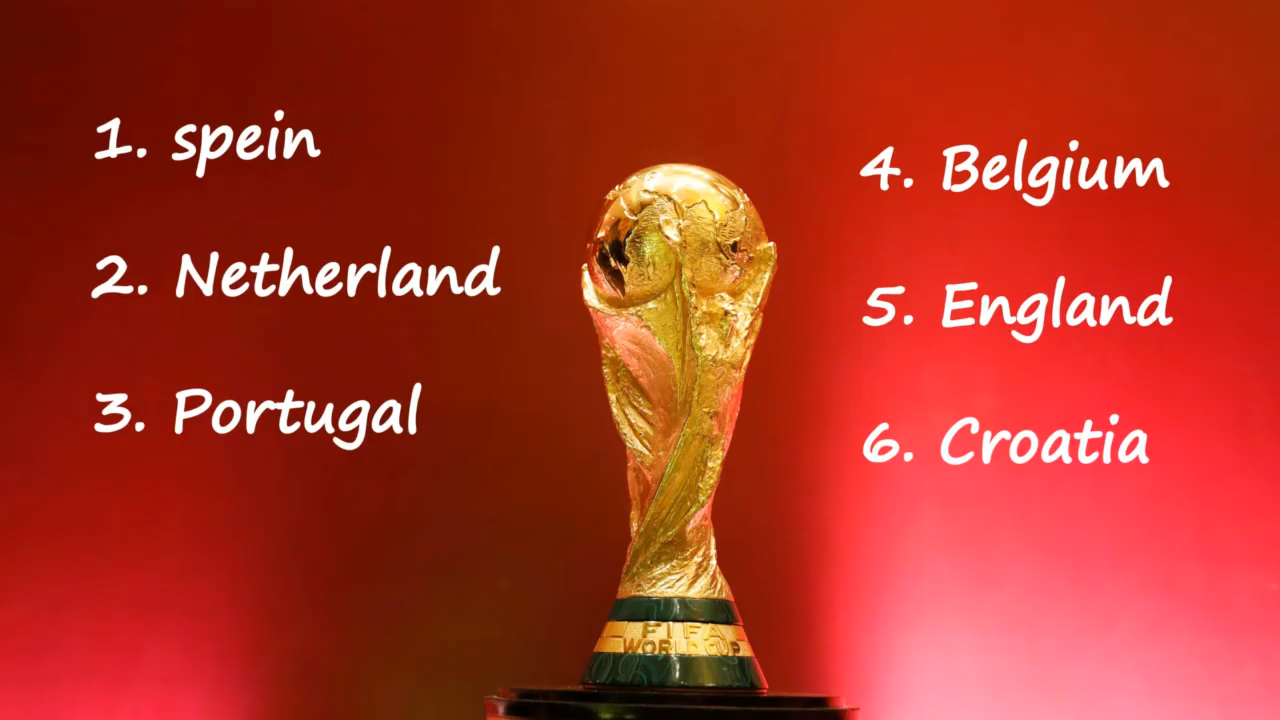 1. spein
2. Netherland
3. Portugal
4. Belgium
5. England
6. Croatia
FIFA
WORLD CUP